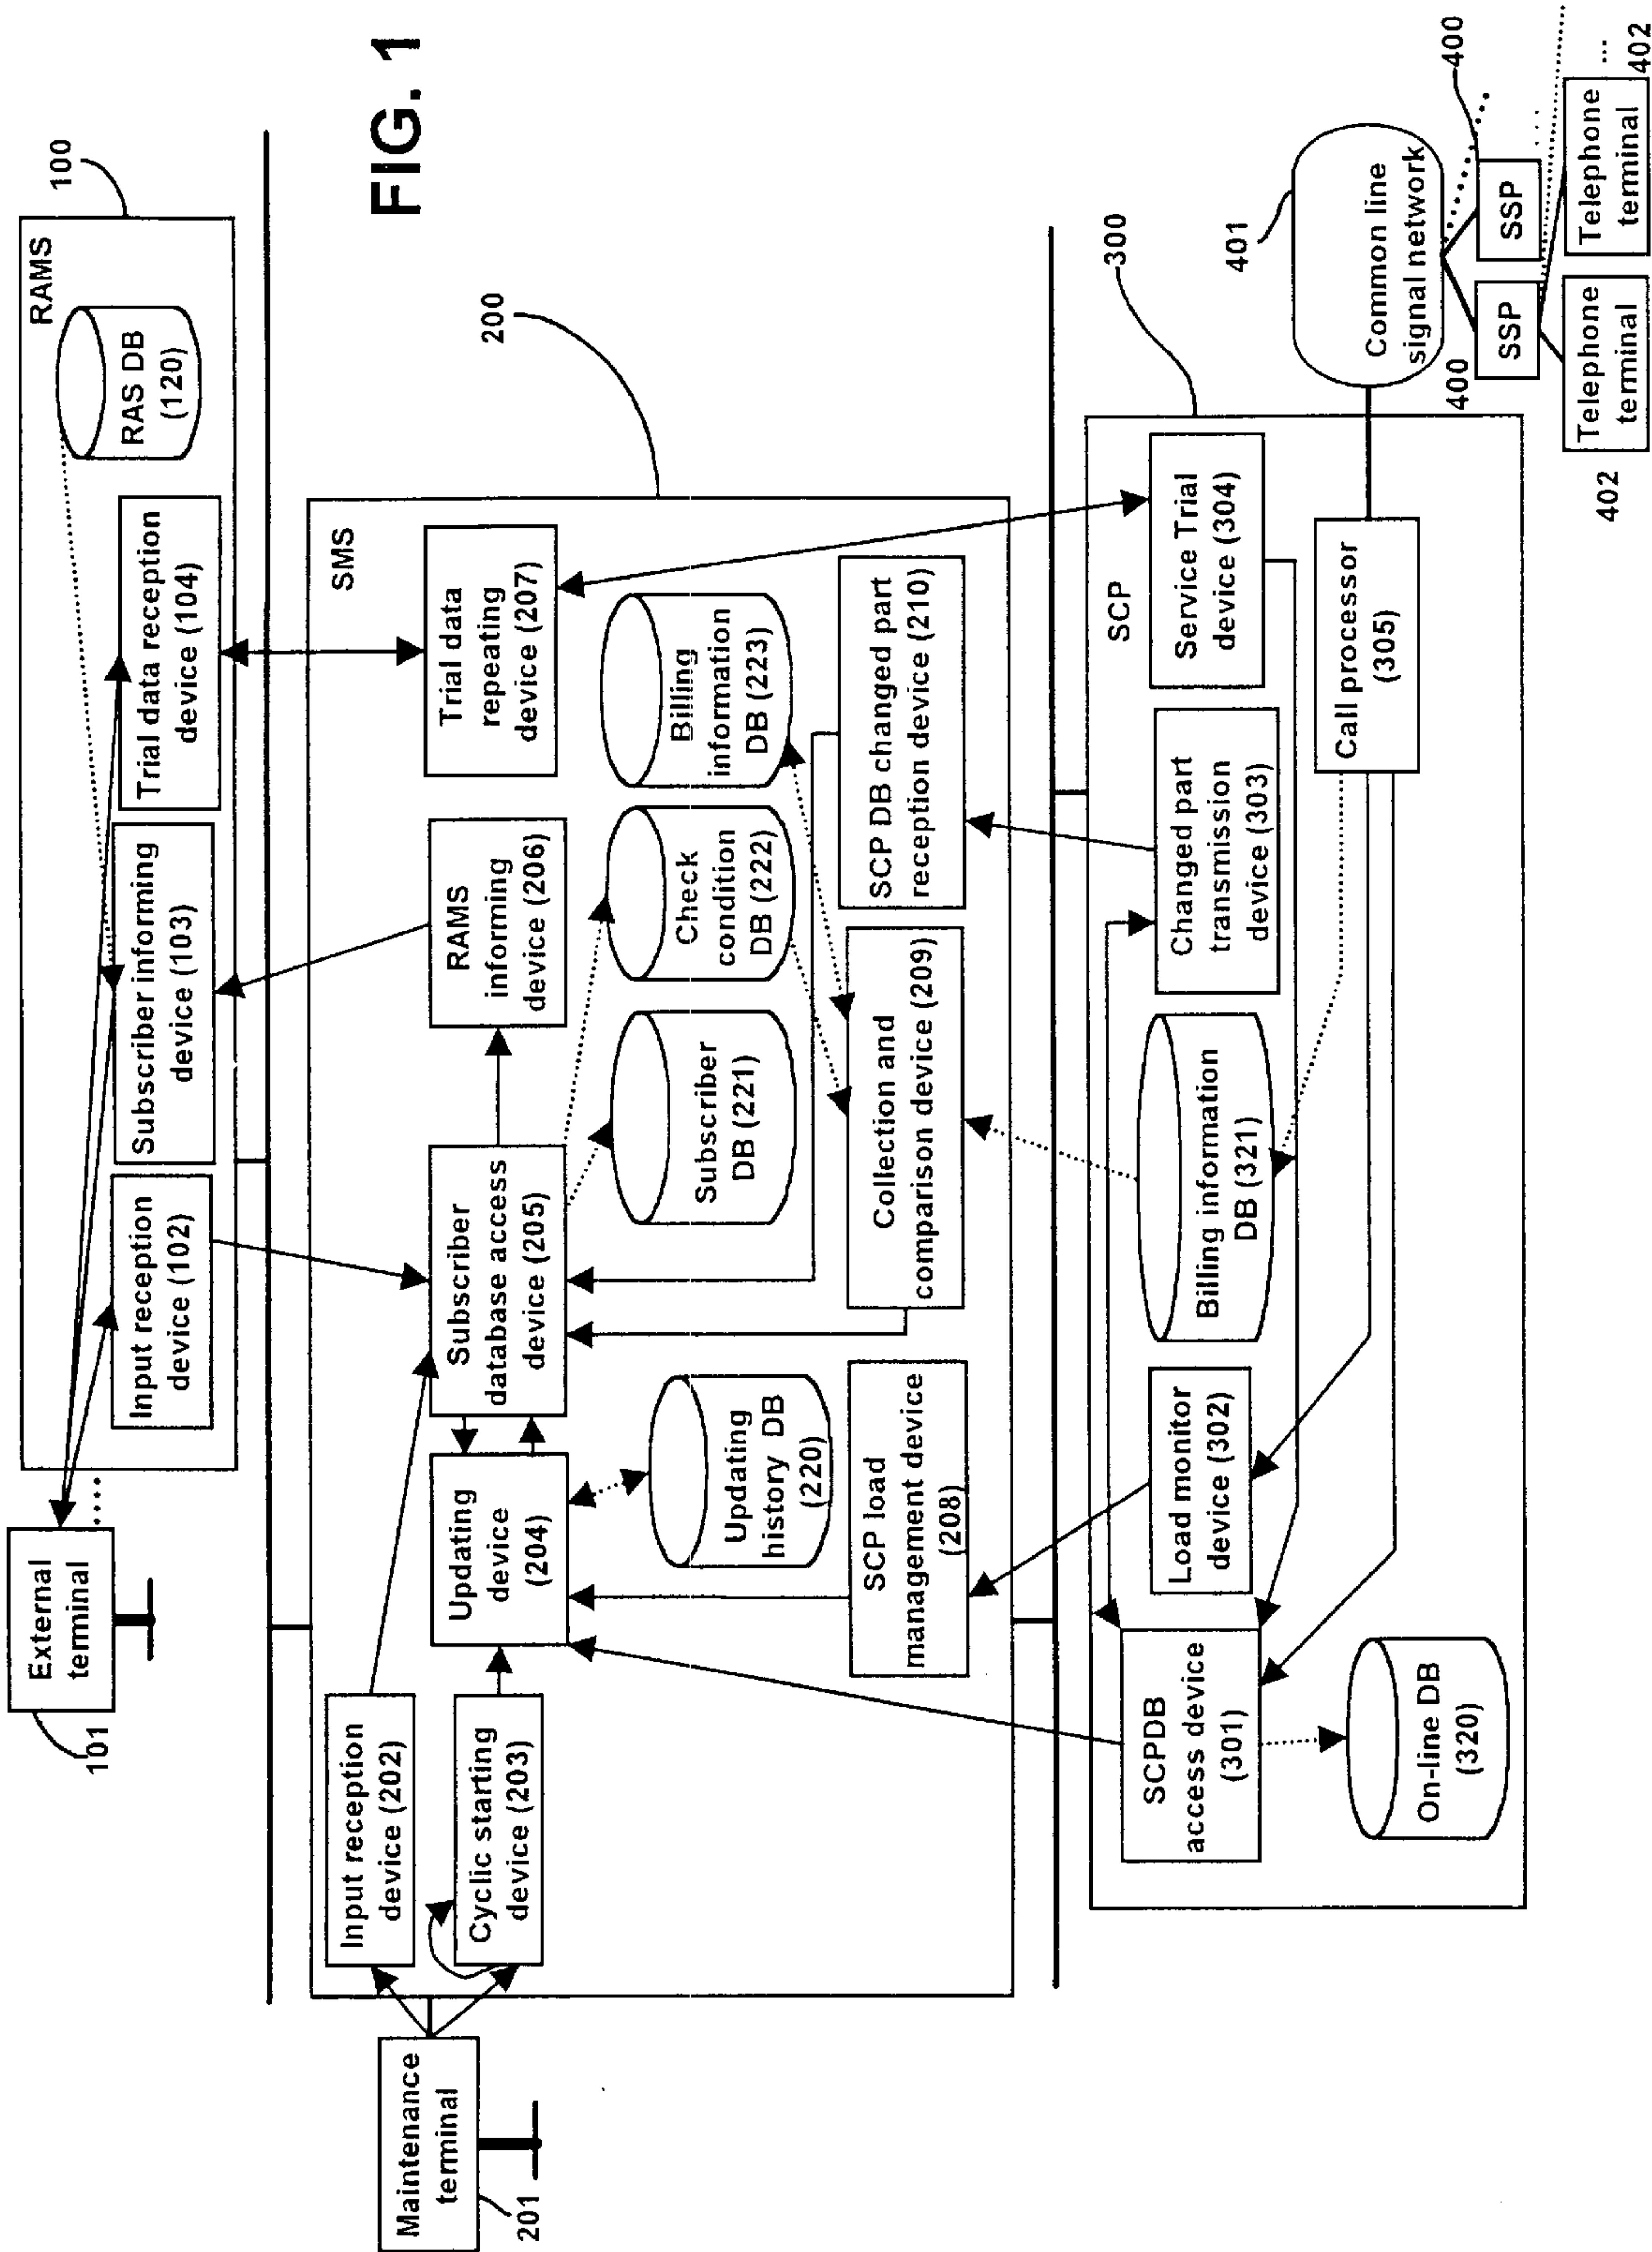 FIG. 1
RAMS
100
External
terminal
101
Input reception
device (102)
Subscriber informing
device (103)
Trial data reception
device (104)
RAS DB
(120)
SMS
200
Maintenance
terminal
201
Input reception
device (202)
Cyclic starting
device (203)
Updating
device
(204)
Subscriber
database access
device (205)
RAMS
informing
device (206)
Trial data
repeating
device (207)
Updating
history DB
(220)
Subscriber
DB (221)
Check
condition
DB (222)
Billing
information
DB (223)
SCP load
management device
(208)
Collection and
comparison device (209)
SCP DB changed part
reception device (210)
SCP
300
SCPDB
access device
(301)
Load monitor
device (302)
Billing information
DB (321)
Changed part
transmission
device (303)
Service Trial
device (304)
On-line DB
(320)
Call processor
(305)
401
Common line
signal network
400
SSP
SSP
400
Telephone
terminal
Telephone
terminal
402
402